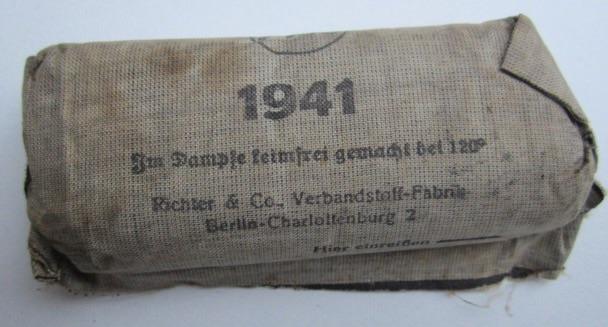 1941
Im Dampfe keimfrei gemacht bei 120°
Richter & Co., Verbandstoff-Fabrik
Berlin-Charlottenburg 2
Hier einreißen